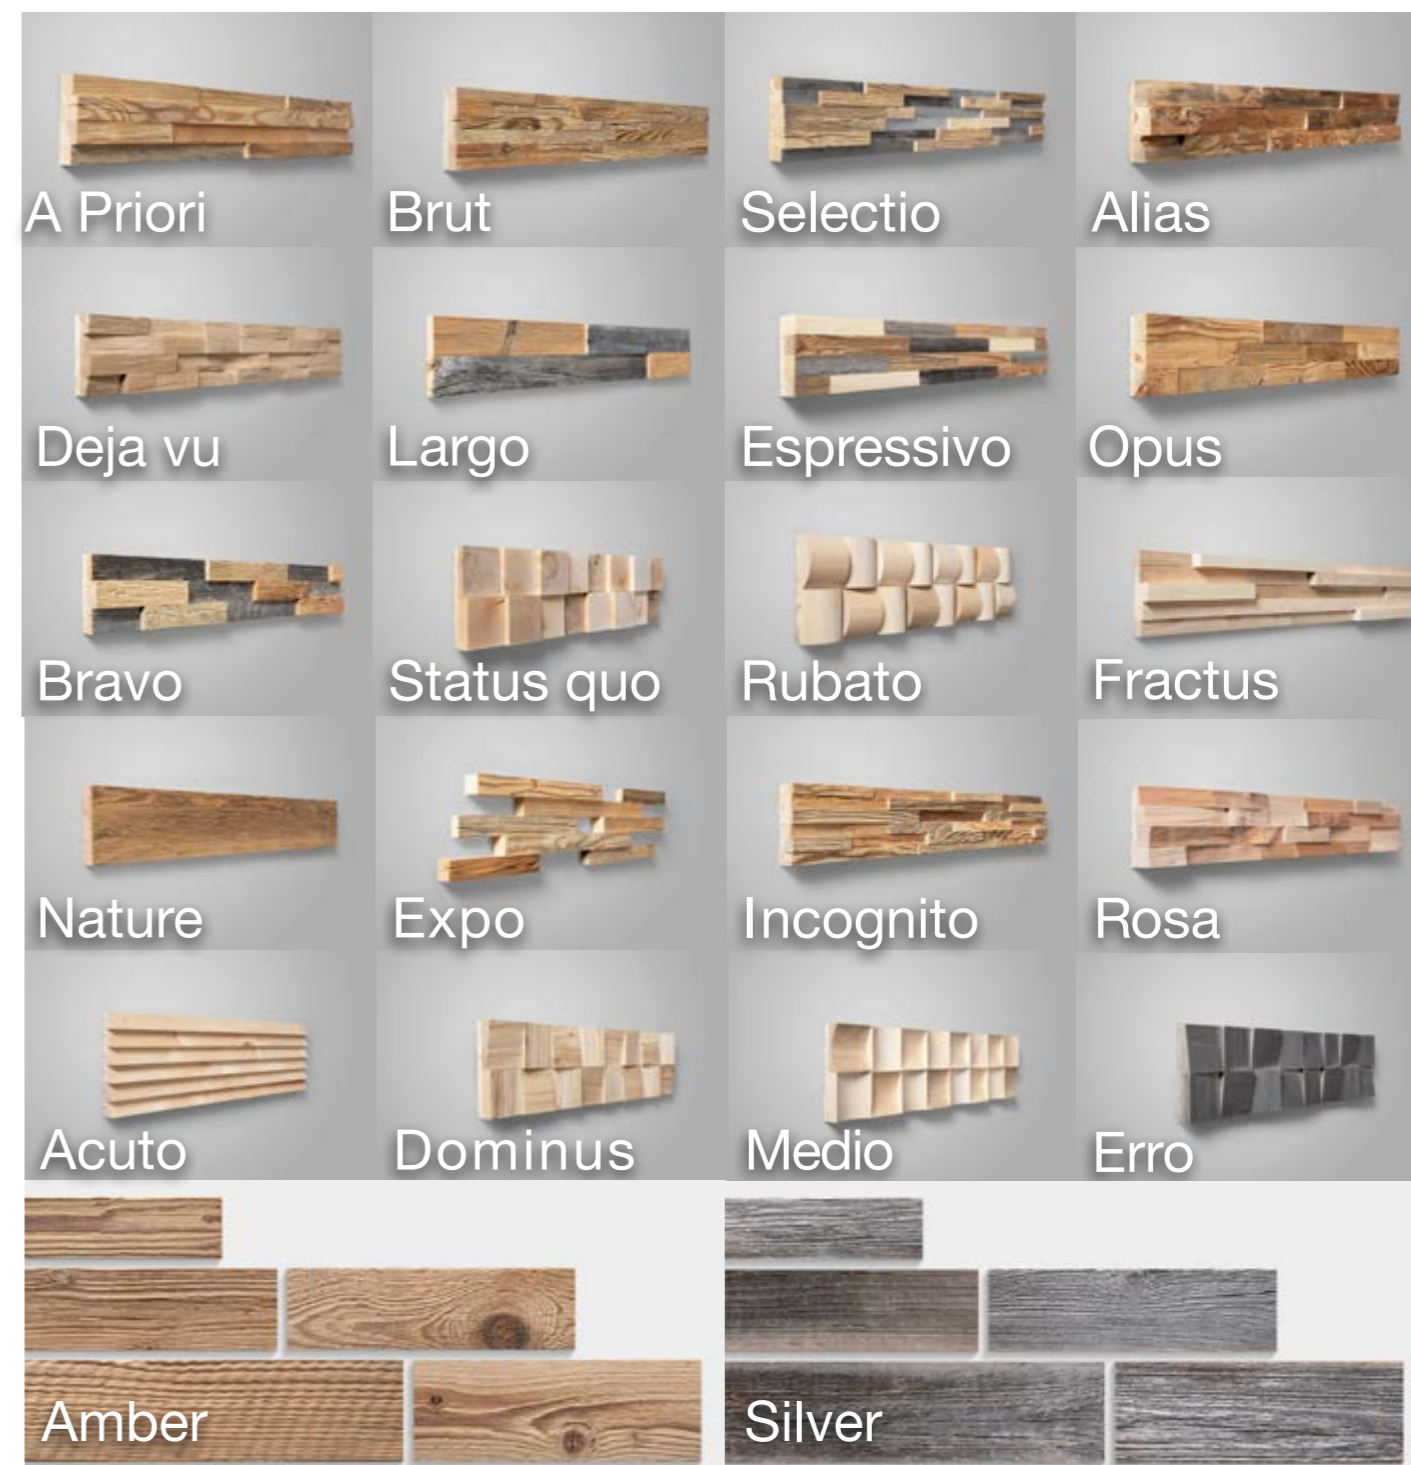 A Priori
Brut
Selectio
Alias
Deja vu
Largo
Espressivo
Opus
Bravo
Status quo
Rubato
Fractus
Nature
Expo
Incognito
Rosa
Acuto
Dominus
Medio
Erro
Amber
Silver